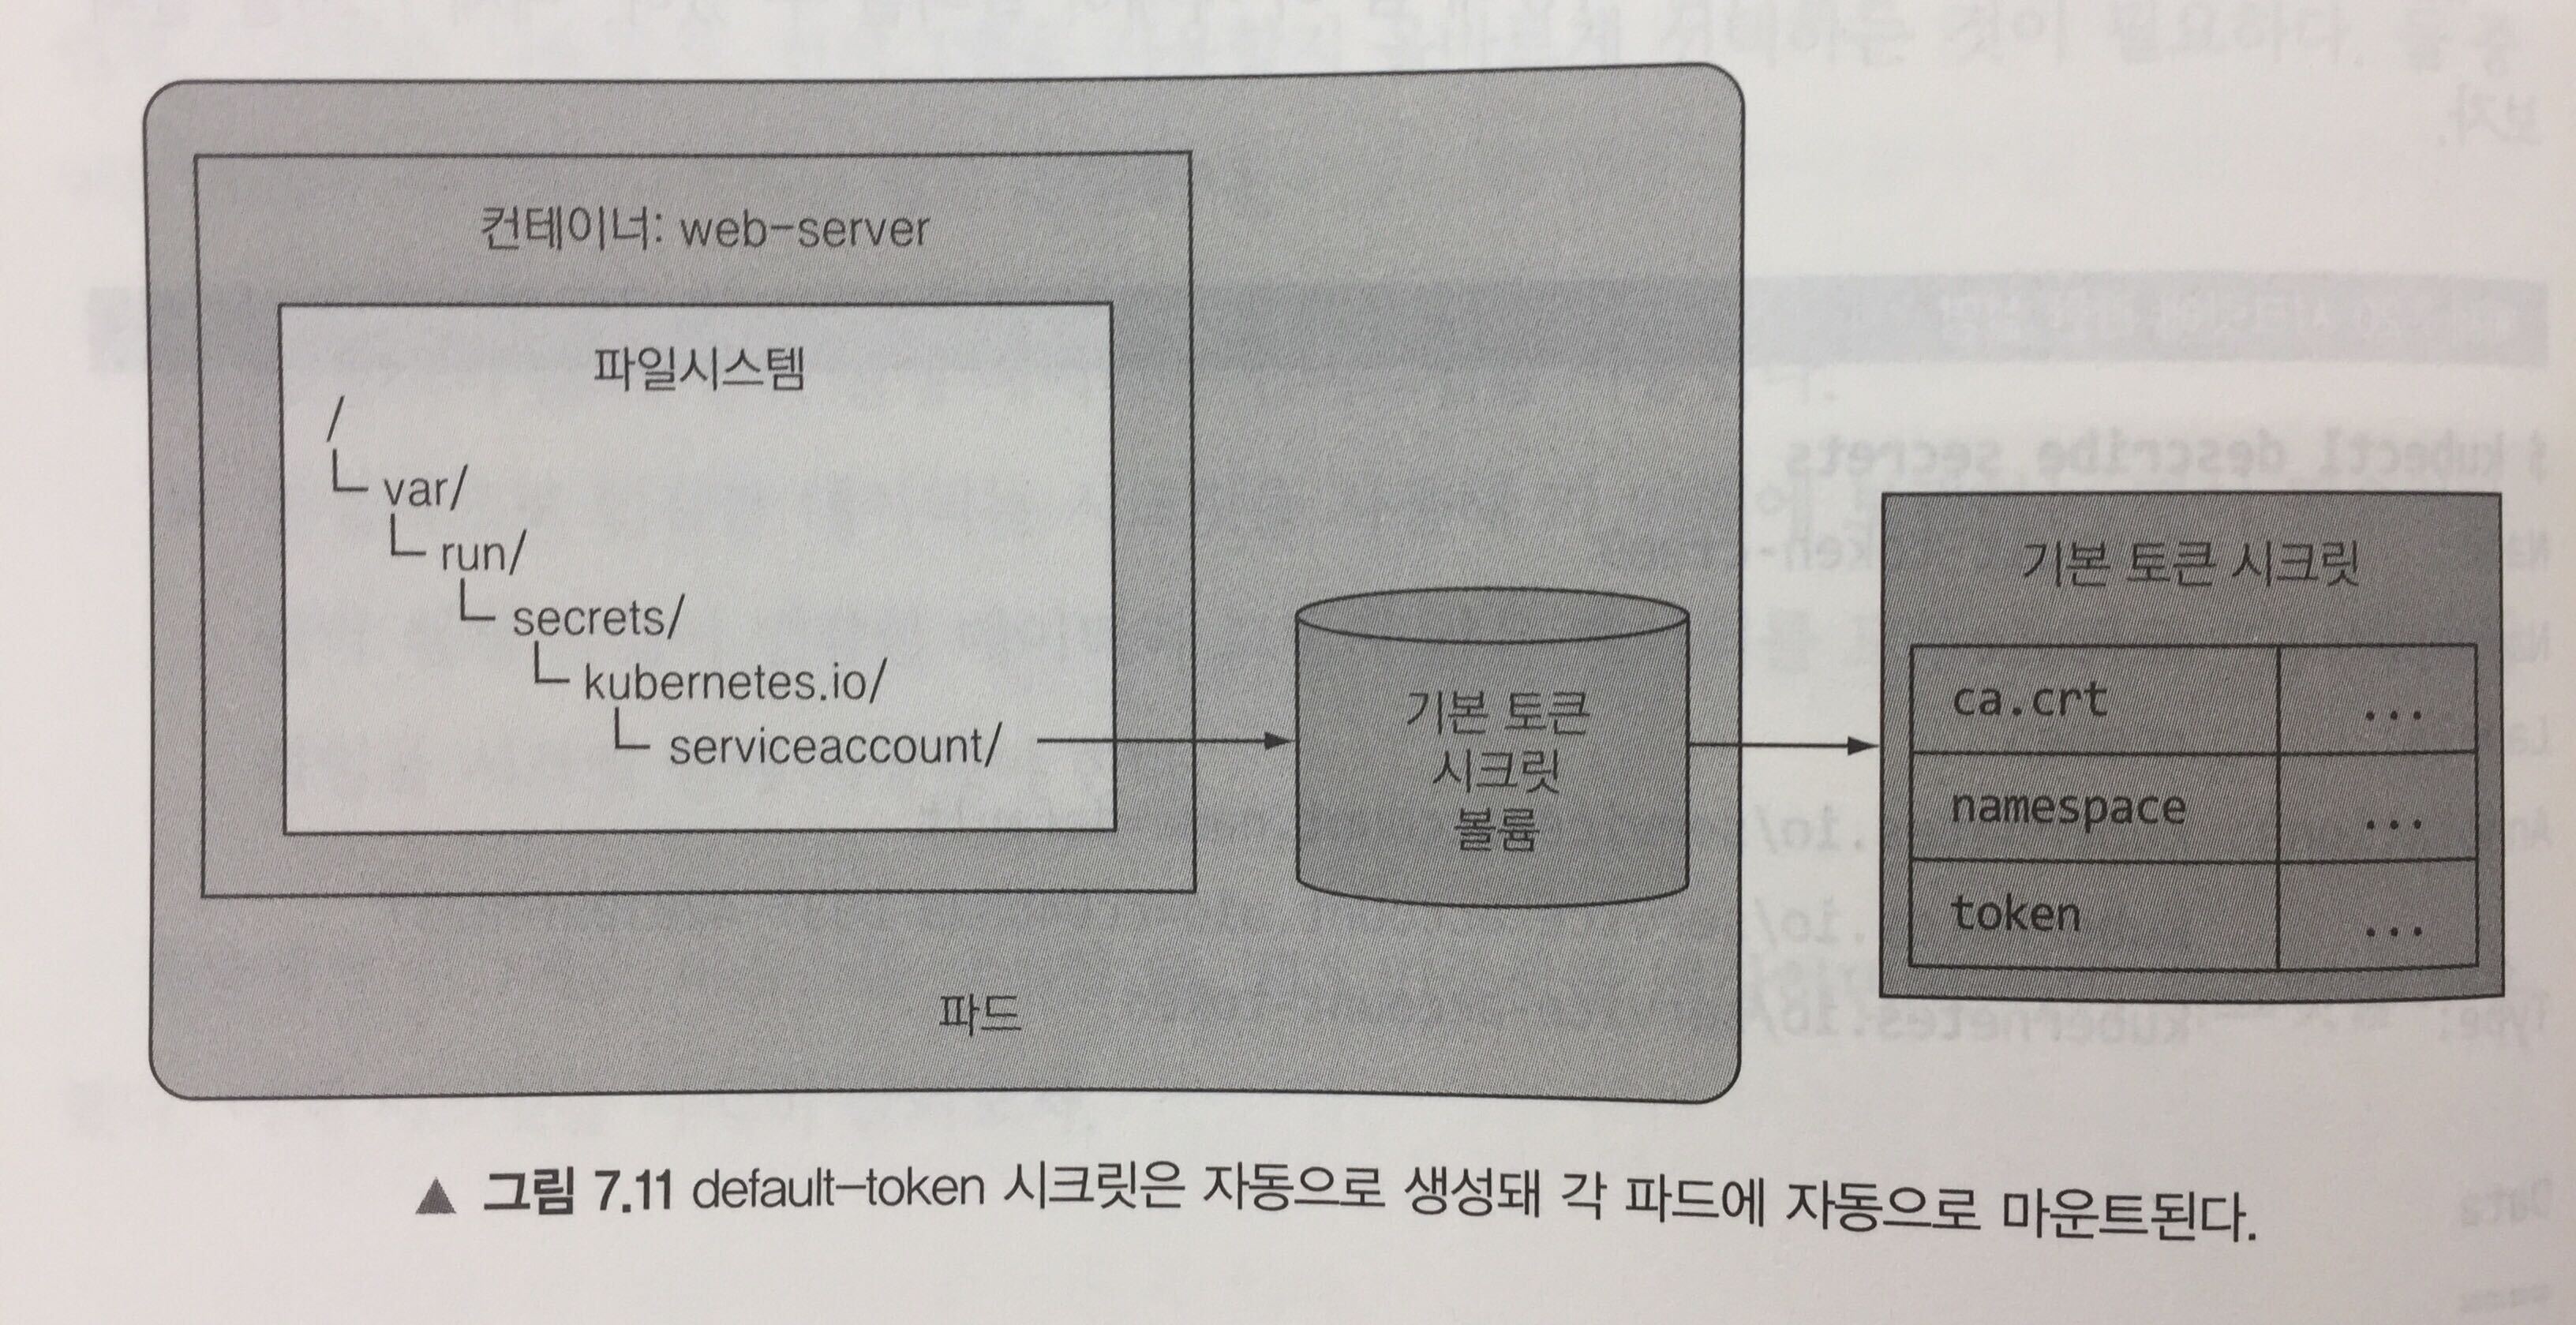 컨테이너: web-server
파일시스템
/
var/
run/
secrets/
kubernetes.io/
serviceaccount/
기본 토큰
시크릿
볼륨
파드
기본 토큰 시크릿
ca.crt ...
namespace ...
token ...
▲ 그림 7.11 default-token 시크릿은 자동으로 생성돼 각 파드에 자동으로 마운트된다.